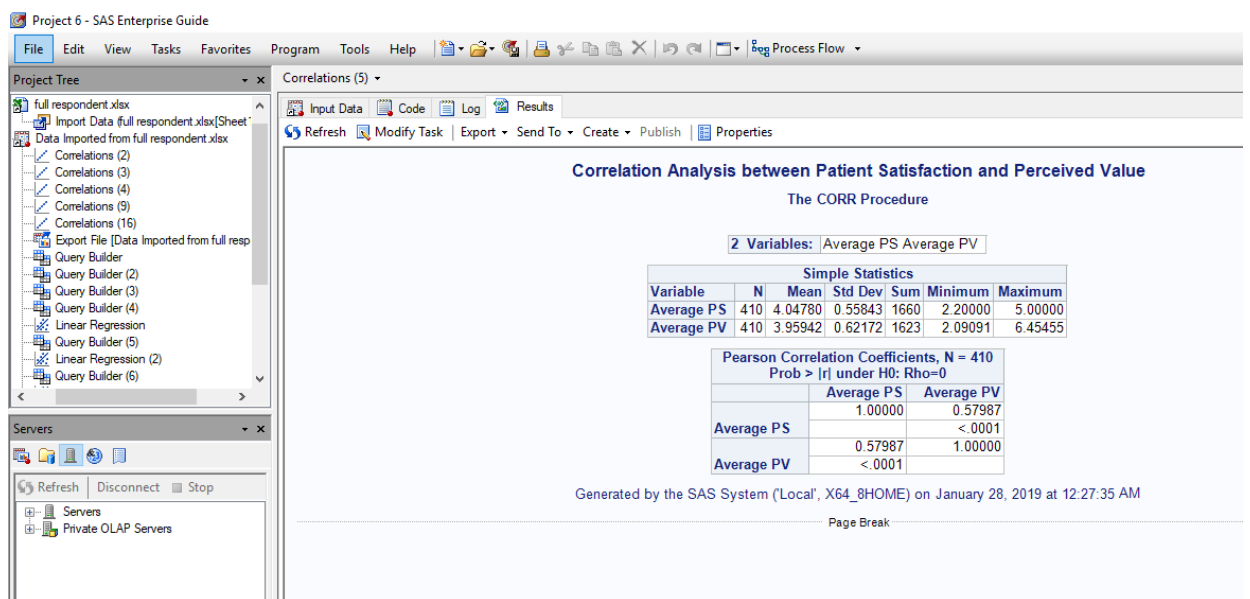 Project 6 - SAS Enterprise Guide
File Edit View Tasks Favorites Program Tools Help Process Flow
Project Tree
full respondent.xlsx
Import Data (full respondent.xlsx[Sheet
Data Imported from full respondent.xlsx
Correlations (2)
Correlations (3)
Correlations (4)
Correlations (9)
Correlations (16)
Export File [Data Imported from full resp
Query Builder
Query Builder (2)
Query Builder (3)
Query Builder (4)
Linear Regression
Query Builder (5)
Linear Regression (2)
Query Builder (6)
Servers
Refresh Disconnect Stop
Servers
Private OLAP Servers
Correlations (5)
Input Data Code Log Results
Refresh Modify Task Export Send To Create Publish Properties
Correlation Analysis between Patient Satisfaction and Perceived Value
The CORR Procedure
2 Variables: Average PS Average PV
Simple Statistics
Variable N Mean Std Dev Sum Minimum Maximum
Average PS 410 4.04780 0.55843 1660 2.20000 5.00000
Average PV 410 3.95942 0.62172 1623 2.09091 6.45455
Pearson Correlation Coefficients, N = 410
Prob > |r| under H0: Rho=0
Average PS Average PV
1.00000 0.57987
Average PS <.0001
0.57987 1.00000
Average PV <.0001
Generated by the SAS System ('Local', X64_8HOME) on January 28, 2019 at 12:27:35 AM
Page Break